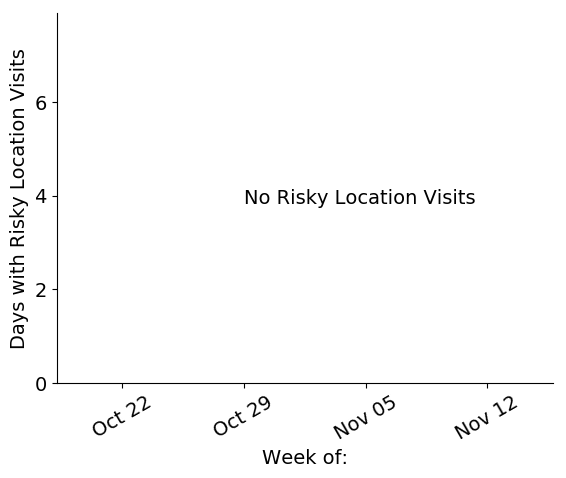 Days with Risky Location Visits
6
4
2
0
No Risky Location Visits
Oct 22
Oct 29
Nov 05
Nov 12
Week of: